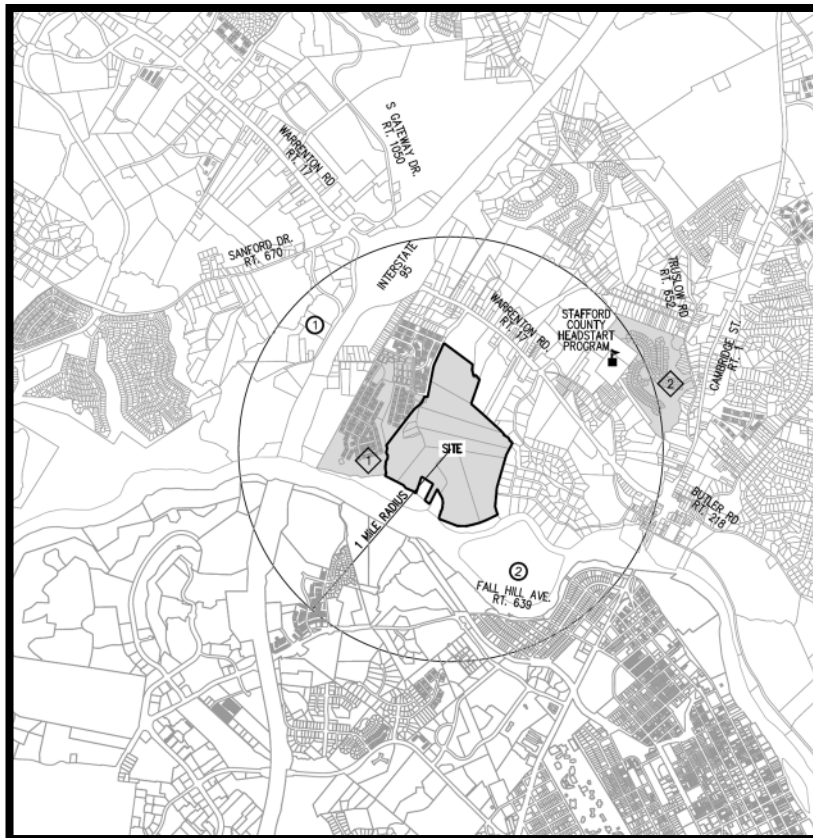 S GATEWAY DR.
RT. 1050
WARRENTON RD
RT. 17
SANFORD DR.
RT. 670
INTERSTATE
95
1
WARRENTON RD.
RT. 17
STAFFORD
COUNTY
HEADSTART
PROGRAM
TRUSLOW RD
RT. 652
CAMBRIDGE ST.
RT. 1
2
1
SITE
1 MILE RADIUS
BUTLER RD
RT. 218
2
FALL HILL AVE.
RT. 639